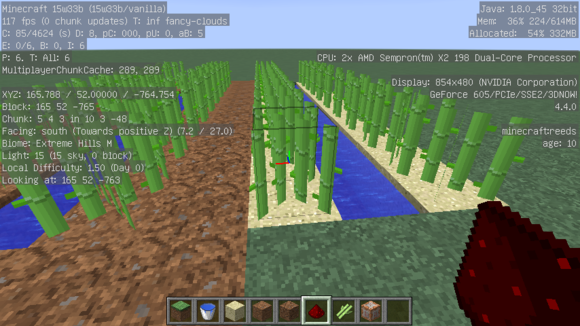 Minecraft 15w33b (15w33b/vanilla)
117 fps (0 chunk updates) T: inf fancy-clouds
C: 85/4624 (s) D: 8, pC: 000, pU: 0, aB: 5
E: 0/6, B: 0, I: 6
P: 6. T: All: 6
MultiplayerChunkCache: 289, 289
XYZ: 165.788 / 52.00000 / -764.754
Block: 165 52 -765
Chunk: 5 4 3 in 10 3 -48
Facing: south (Towards positive Z) (7.2 / 27.0)
Biome: Extreme Hills M
Light: 15 (15 sky, 0 block)
Local Difficulty: 1.50 (Day 0)
Looking at: 165 52 -763
Java: 1.8.0_45 32bit
Mem: 36% 224/614MB
Allocated: 54% 332MB
CPU: 2x AMD Sempron(tm) X2 198 Dual-Core Processor
Display: 854x480 (NVIDIA Corporation)
GeForce 605/PCIe/SSE2/3DNOW!
4.4.0
minecraft:reeds
age: 10